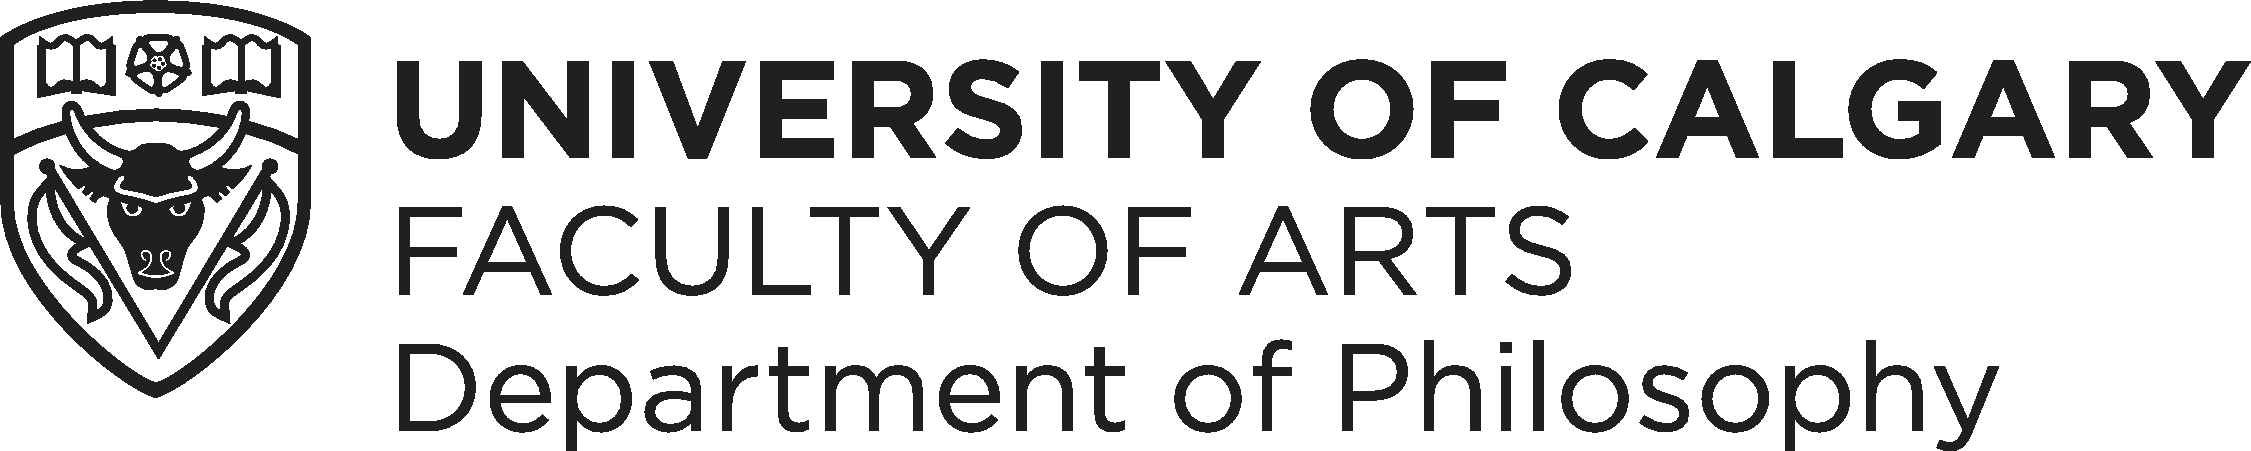 UNIVERSITY OF CALGARY
FACULTY OF ARTS
Department of Philosophy